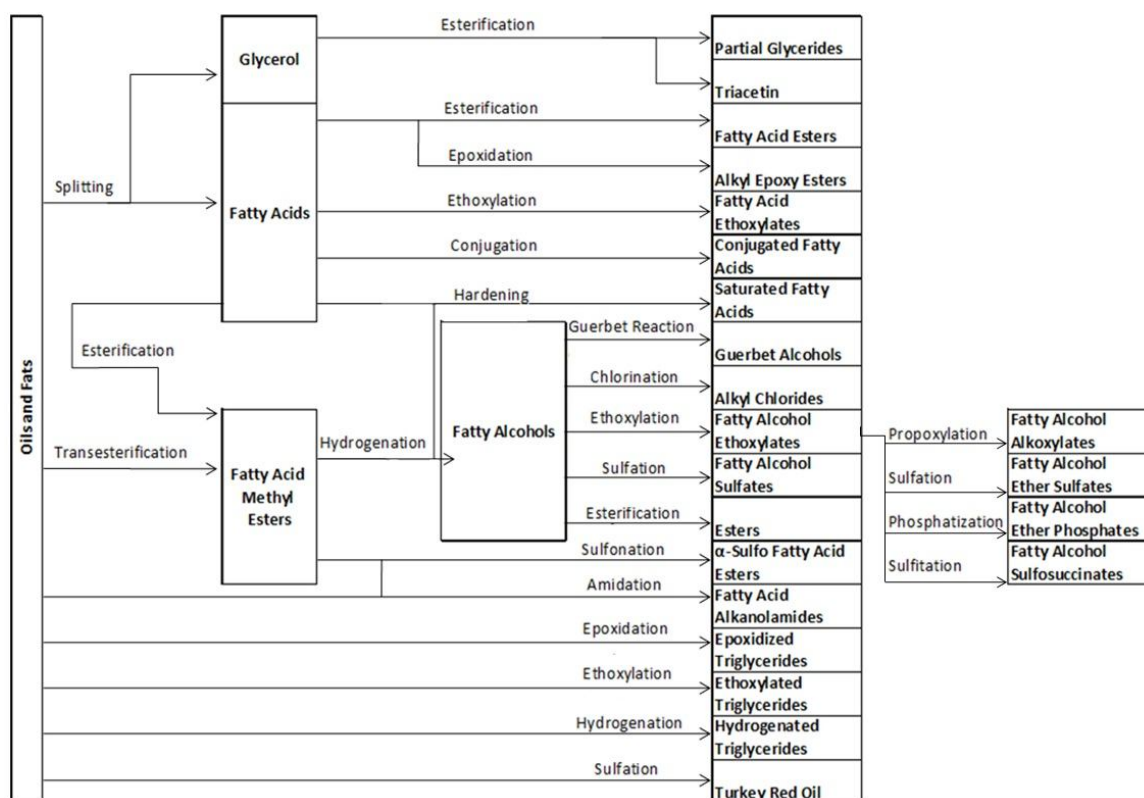 Oils and Fats
Splitting
Esterification
Transesterification
Glycerol
Fatty Acids
Fatty Acid
Methyl
Esters
Esterification
Esterification
Epoxidation
Ethoxylation
Conjugation
Hardening
Hydrogenation
Fatty Alcohols
Guerbet Reaction
Chlorination
Ethoxylation
Sulfation
Esterification
Sulfonation
Amidation
Epoxidation
Ethoxylation
Hydrogenation
Sulfation
Partial Glycerides
Triacetin
Fatty Acid Esters
Alkyl Epoxy Esters
Fatty Acid
Ethoxylates
Conjugated Fatty
Acids
Saturated Fatty
Acids
Guerbet Alcohols
Alkyl Chlorides
Fatty Alcohol
Ethoxylates
Fatty Alcohol
Sulfates
Esters
α-Sulfo Fatty Acid
Esters
Fatty Acid
Alkanolamides
Epoxidized
Triglycerides
Ethoxylated
Triglycerides
Hydrogenated
Triglycerides
Turkey Red Oil
Propoxylation
Sulfation
Phosphatization
Sulfitation
Fatty Alcohol
Alkoxylates
Fatty Alcohol
Ether Sulfates
Fatty Alcohol
Ether Phosphates
Fatty Alcohol
Sulfosuccinates